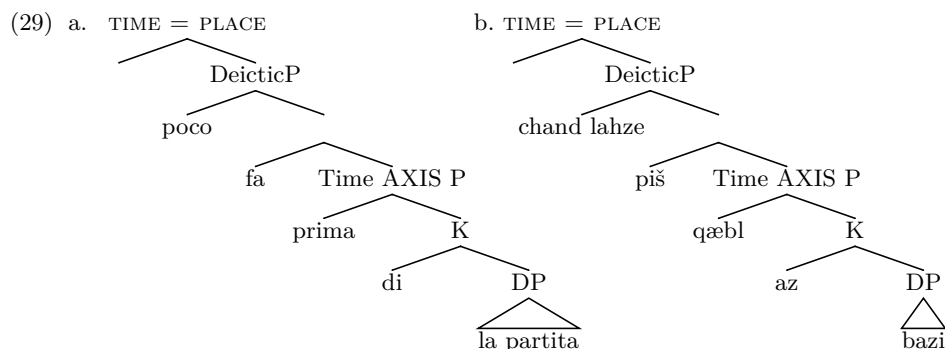 (29) a. TIME = PLACE b. TIME = PLACE
DeicticP DeicticP
poco chand lahze
fa Time AXIS P piš Time AXIS P
prima K qæbl K
di DP az DP
la partita bazi